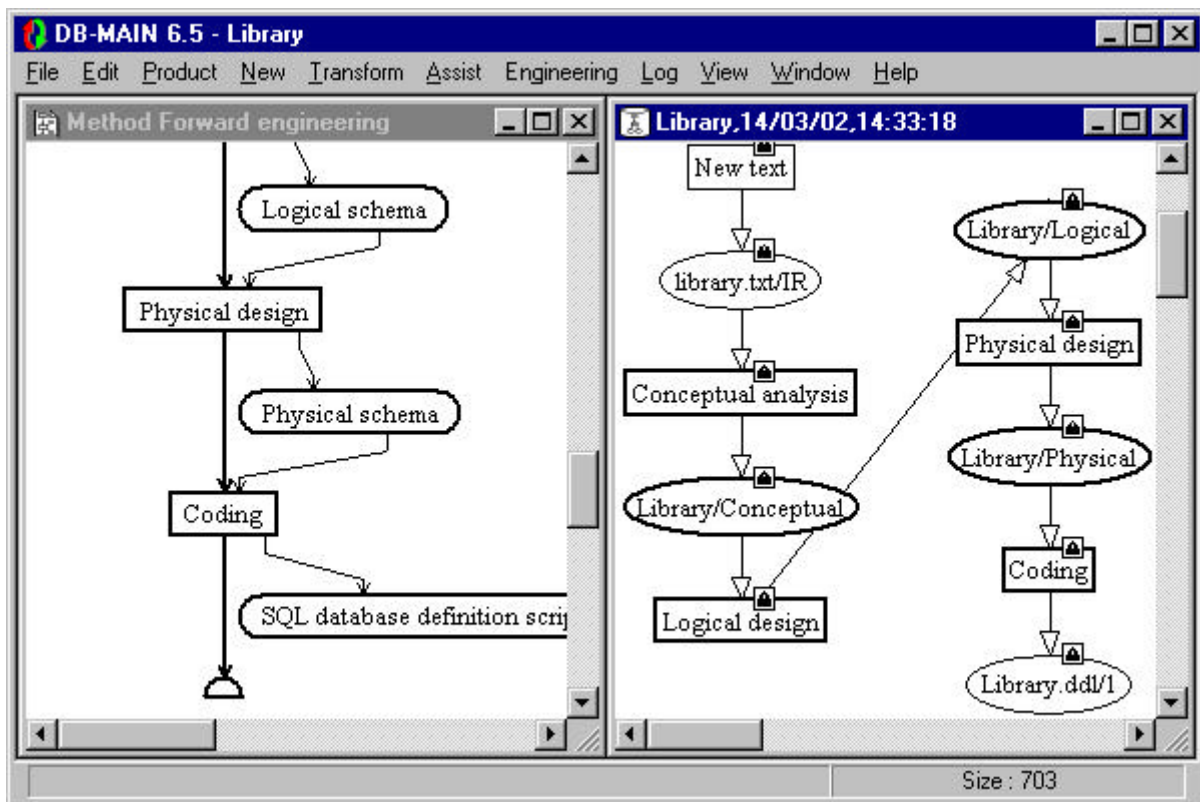 DB-MAIN 6.5 - Library
File Edit Product New Transform Assist Engineering Log View Window Help
Method Forward engineering
Logical schema
Physical design
Physical schema
Coding
SQL database definition scrip
Library,14/03/02,14:33:18
New text
library.txt/IR
Conceptual analysis
Library/Conceptual
Logical design
Library/Logical
Physical design
Library/Physical
Coding
Library.ddl/1
Size : 703